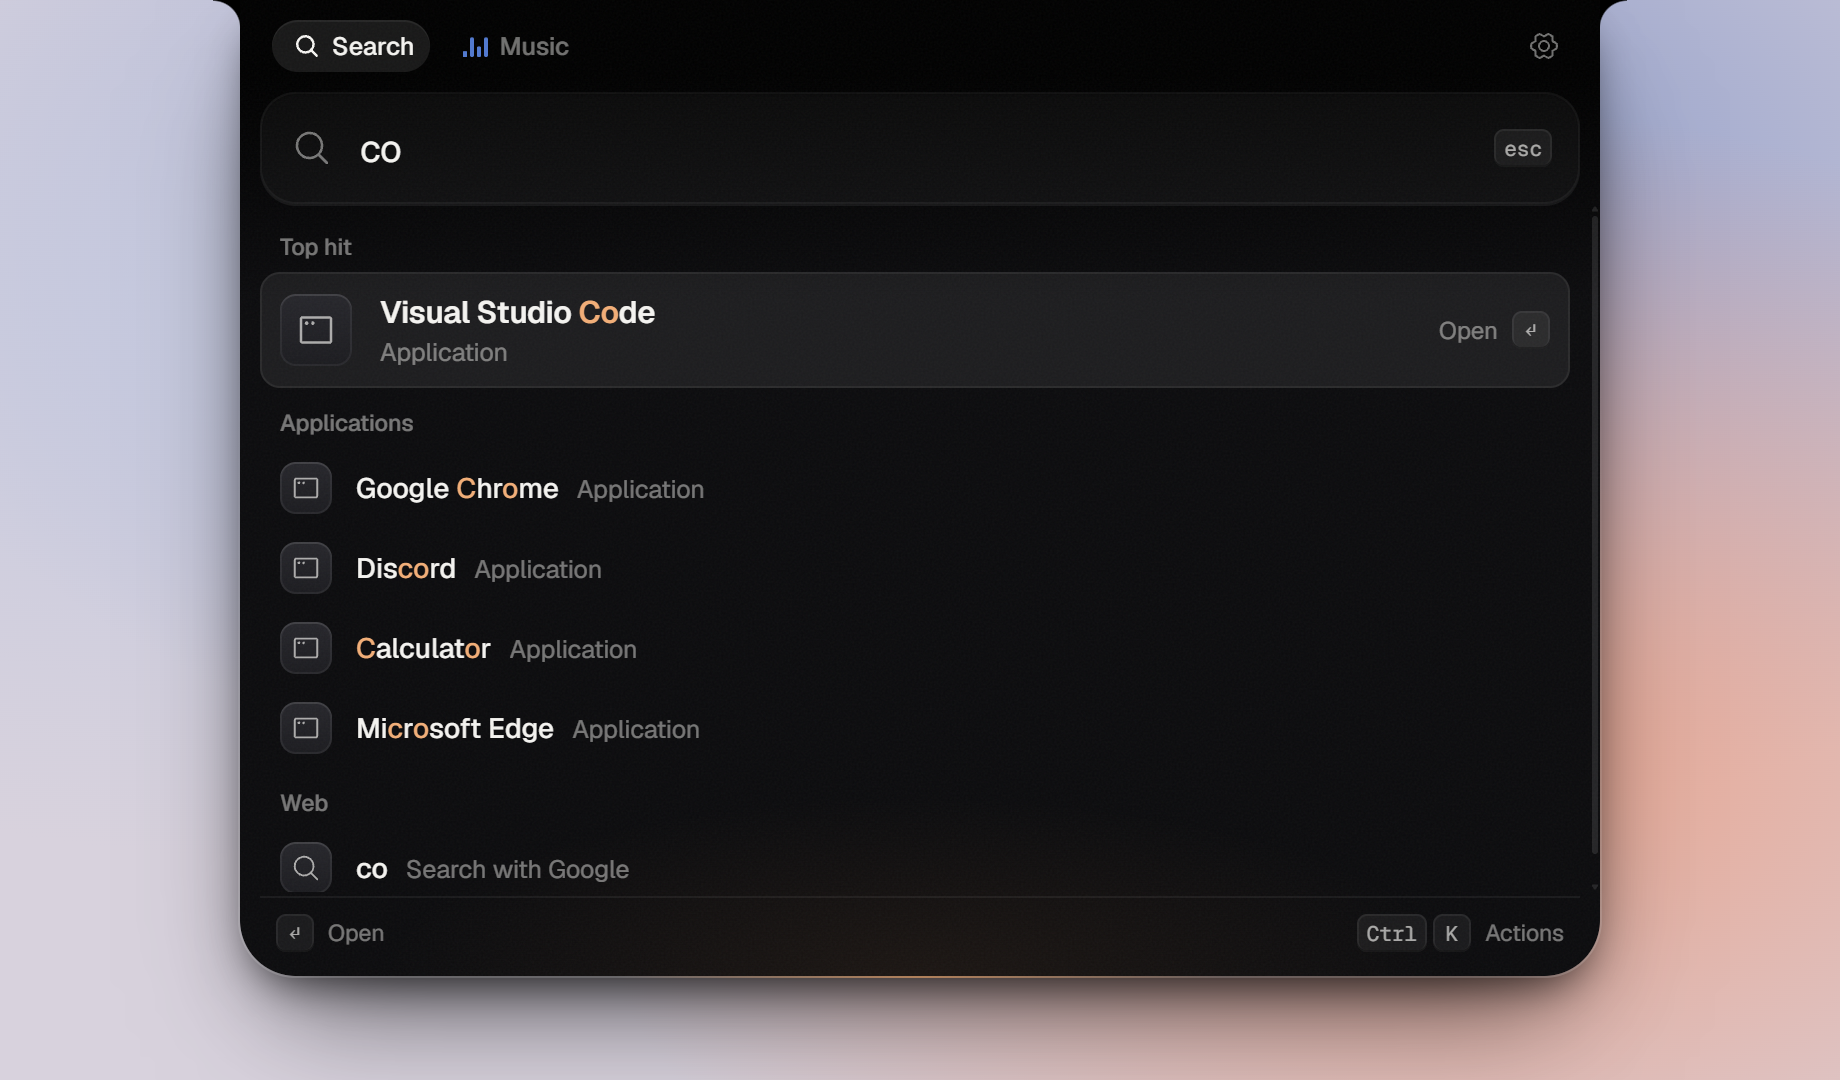 Search Music
co esc
Top hit
Visual Studio Code
Application
Open ↵
Applications
Google Chrome Application
Discord Application
Calculator Application
Microsoft Edge Application
Web
co Search with Google
↵ Open Ctrl K Actions